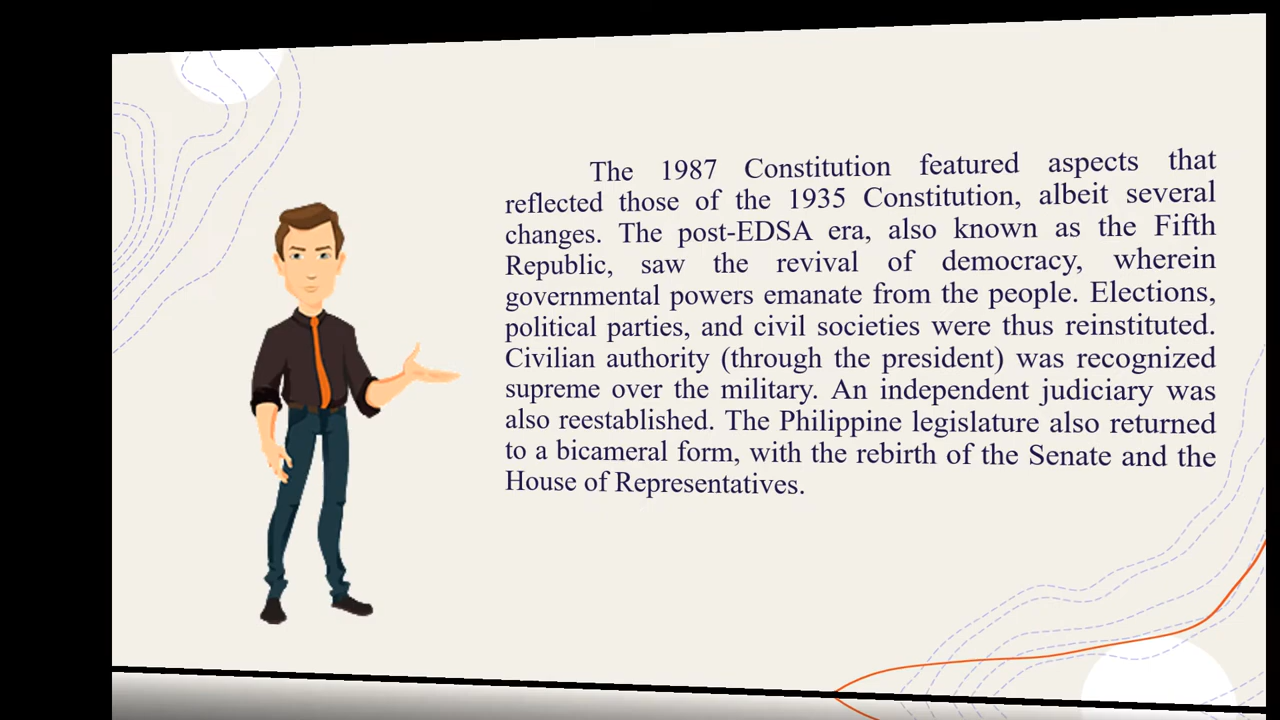 The 1987 Constitution featured aspects that
reflected those of the 1935 Constitution, albeit several
changes. The post-EDSA era, also known as the Fifth
Republic, saw the revival of democracy, wherein
governmental powers emanate from the people. Elections,
political parties, and civil societies were thus reinstituted.
Civilian authority (through the president) was recognized
supreme over the military. An independent judiciary was
also reestablished. The Philippine legislature also returned
to a bicameral form, with the rebirth of the Senate and the
House of Representatives.